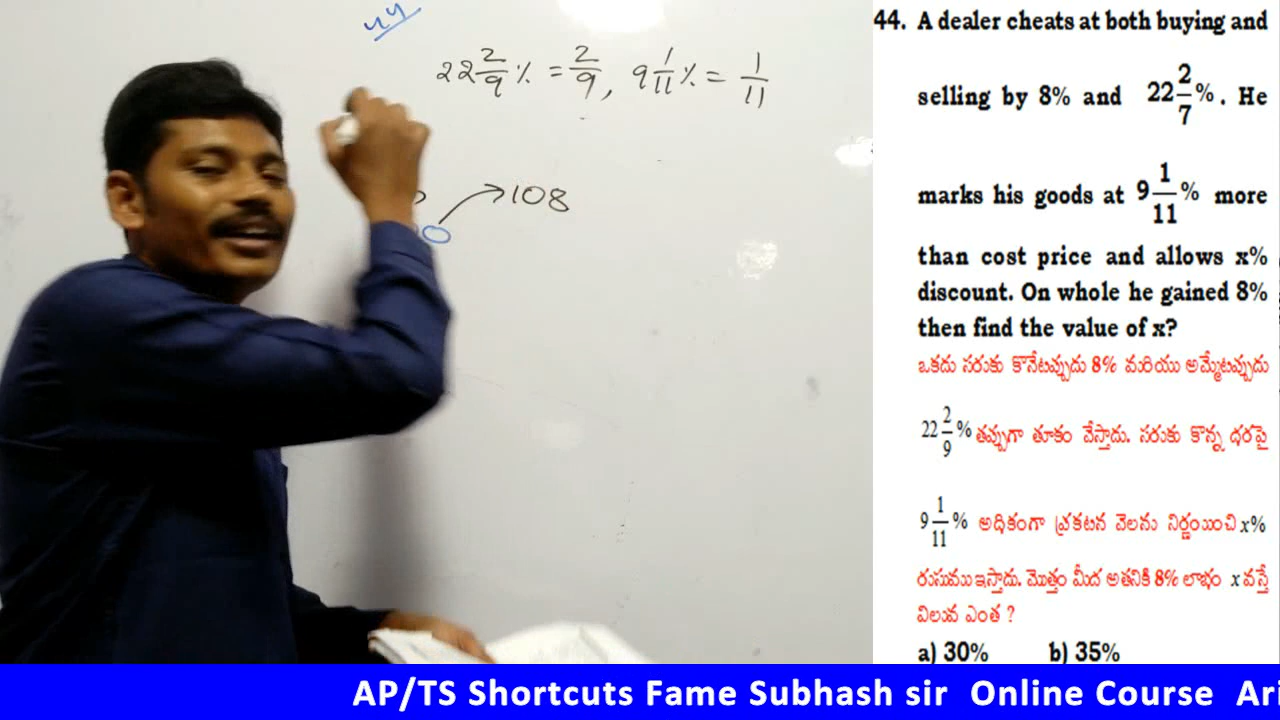 44
22 2/9 % = 2/9, 9 1/11 % = 1/11
108
44. A dealer cheats at both buying and
selling by 8% and 22 2/7 %. He
marks his goods at 9 1/11 % more
than cost price and allows x%
discount. On whole he gained 8%
then find the value of x?
ఒకడు సరుకు కొనేటప్పుడు 8% మరియు అమ్మేటప్పుడు
22 2/9 % తప్పుగా తూకం వేస్తాడు. సరుకు కొన్న ధరపై
9 1/11 % అధికంగా ప్రకటన వెలను నిర్ణయించి x%
రుసుము ఇస్తాడు. మొత్తం మీద అతనికి 8% లాభం x వస్తే
విలువ ఎంత ?
a) 30% b) 35%
AP/TS Shortcuts Fame Subhash sir Online Course Ari